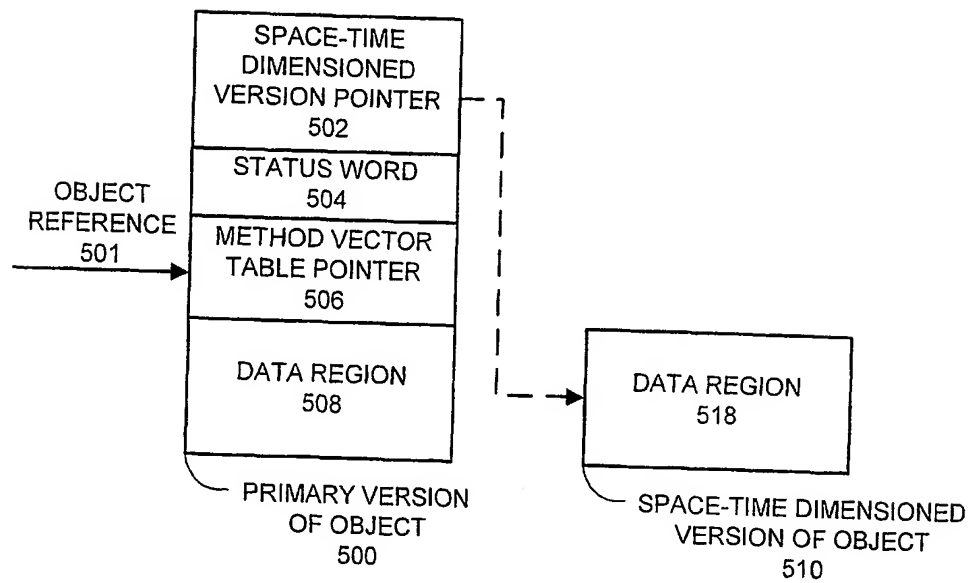 SPACE-TIME
DIMENSIONED
VERSION POINTER
502
STATUS WORD
504
OBJECT
REFERENCE
501
METHOD VECTOR
TABLE POINTER
506
DATA REGION
508
DATA REGION
518
PRIMARY VERSION
OF OBJECT
500
SPACE-TIME DIMENSIONED
VERSION OF OBJECT
510